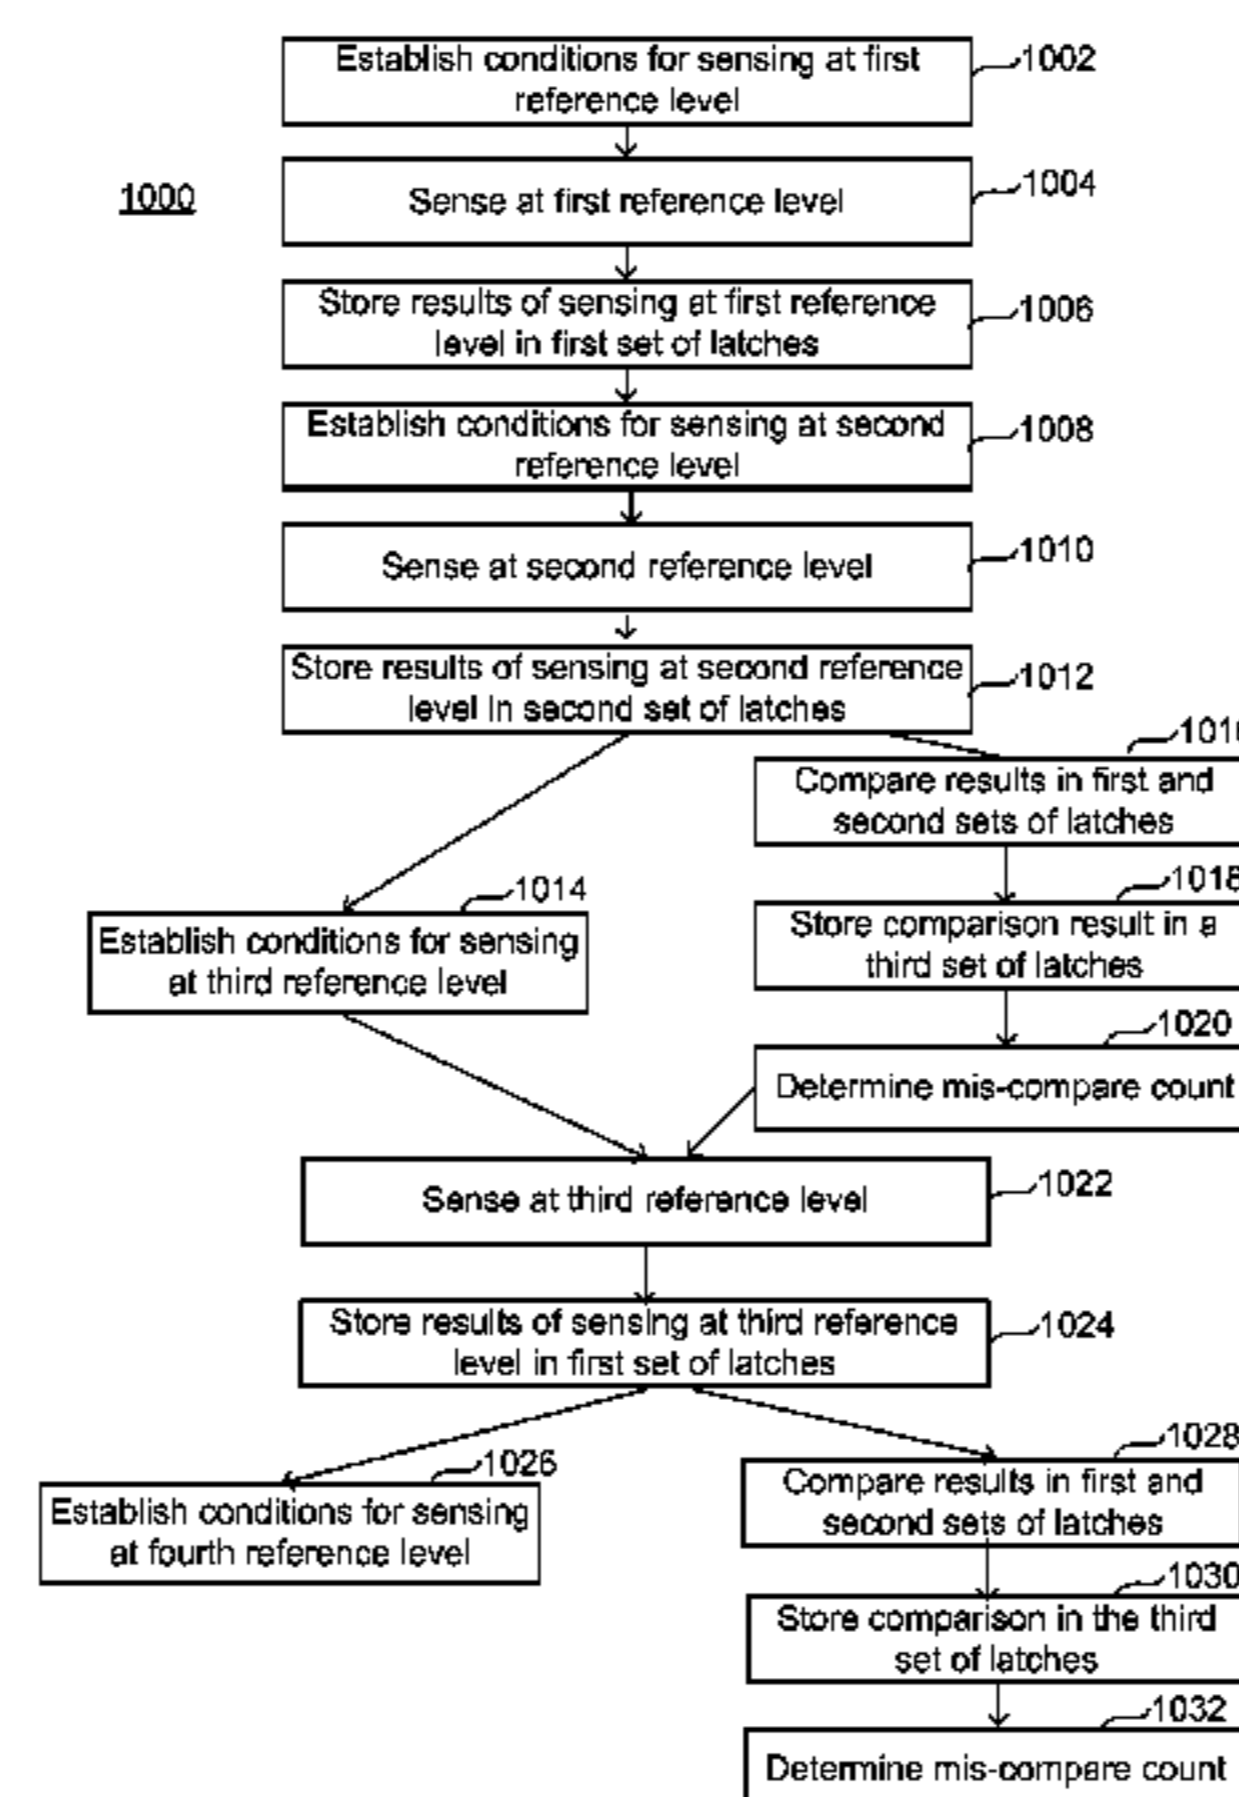 Establish conditions for sensing at first
reference level
1002
1000
Sense at first reference level
1004
Store results of sensing at first reference
level in first set of latches
1006
Establish conditions for sensing at second
reference level
1008
Sense at second reference level
1010
Store results of sensing at second reference
level in second set of latches
1012
Compare results in first and
second sets of latches
1014
Establish conditions for sensing
at third reference level
1018
Store comparison result in a
third set of latches
1020
Determine mis-compare count
Sense at third reference level
1022
Store results of sensing at third reference
level in first set of latches
1024
1026
Establish conditions for sensing
at fourth reference level
1028
Compare results in first and
second sets of latches
1030
Store comparison in the third
set of latches
1032
Determine mis-compare count